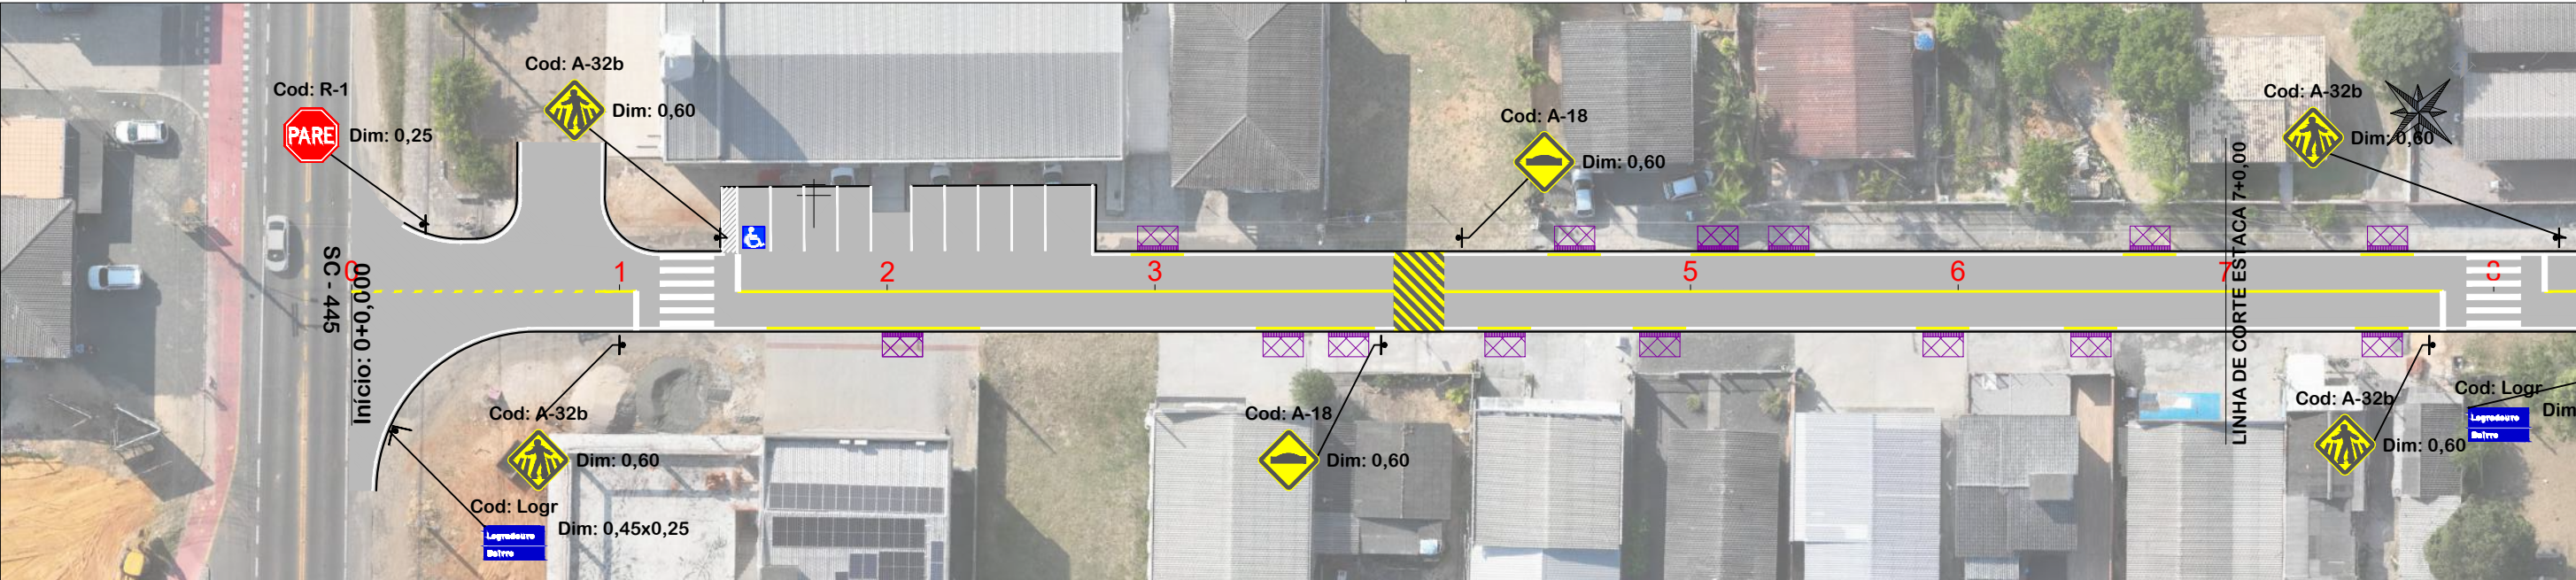 Cod: R-1
PARE
Dim: 0,25
Cod: A-32b
Dim: 0,60
Cod: A-18
Dim: 0,60
Cod: A-32b
Dim: 0,60
SC - 445
Início: 0+0,000
0
1
2
3
5
6
7
8
LINHA DE CORTE ESTACA 7+0,00
Cod: A-32b
Dim: 0,60
Cod: Logr
Logradouro
Bairro
Dim: 0,45x0,25
Cod: A-18
Dim: 0,60
Cod: A-32b
Dim: 0,60
Cod: Logr
Logradouro
Bairro
Dim